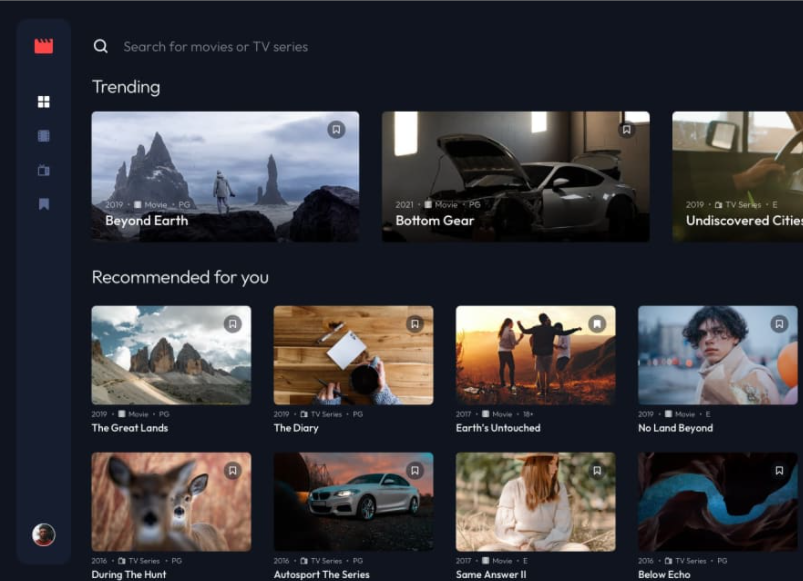 Search for movies or TV series
Trending
2019 • Movie • PG
Beyond Earth
2021 • Movie • PG
Bottom Gear
2019 • TV Series • E
Undiscovered Cities
Recommended for you
2019 • Movie • PG
The Great Lands
2019 • TV Series • PG
The Diary
2017 • Movie • 18+
Earth's Untouched
2019 • Movie • E
No Land Beyond
2016 • TV Series • PG
During The Hunt
2016 • TV Series • PG
Autosport The Series
2017 • Movie • E
Same Answer II
2016 • TV Series • PG
Below Echo